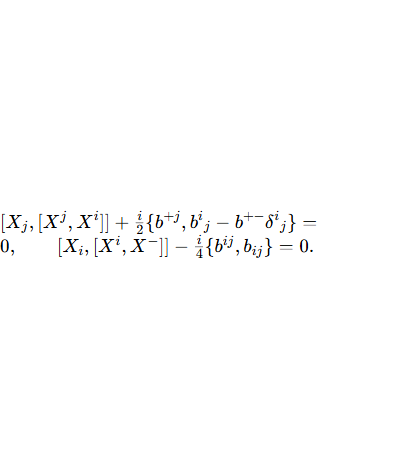 $[X_j, [X^j, X^i]] + \frac{i}{2}\{b^{+j}, b^i{}_j - b^{+-}\delta^i{}_j\} =$
$0, \qquad [X_i, [X^i, X^-]] - \frac{i}{4}\{b^{ij}, b_{ij}\} = 0.$